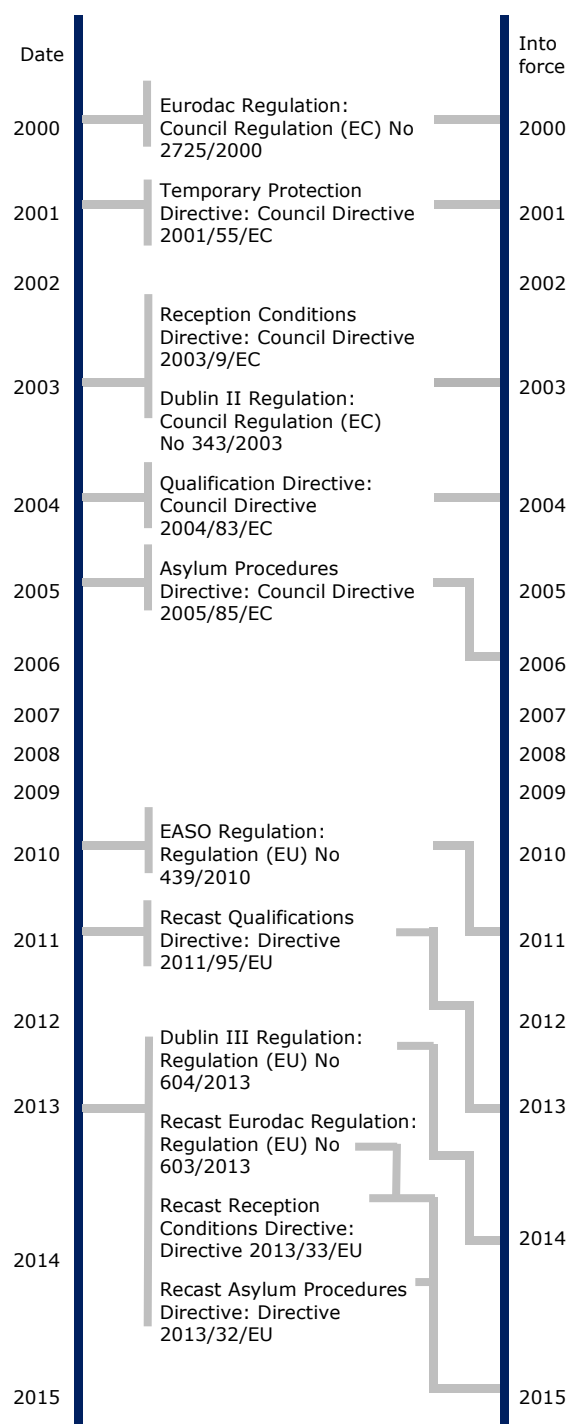 Date
Into
force
2000
Eurodac Regulation:
Council Regulation (EC) No
2725/2000
2000
2001
Temporary Protection
Directive: Council Directive
2001/55/EC
2001
2002
2002
Reception Conditions
Directive: Council Directive
2003/9/EC
2003
2003
Dublin II Regulation:
Council Regulation (EC)
No 343/2003
2004
Qualification Directive:
Council Directive
2004/83/EC
2004
2005
Asylum Procedures
Directive: Council Directive
2005/85/EC
2005
2006
2006
2007
2007
2008
2008
2009
2009
2010
EASO Regulation:
Regulation (EU) No
439/2010
2010
2011
Recast Qualifications
Directive: Directive
2011/95/EU
2011
2012
2012
Dublin III Regulation:
Regulation (EU) No
604/2013
2013
2013
Recast Eurodac Regulation:
Regulation (EU) No
603/2013
Recast Reception
Conditions Directive:
Directive 2013/33/EU
2014
2014
Recast Asylum Procedures
Directive: Directive
2013/32/EU
2015
2015